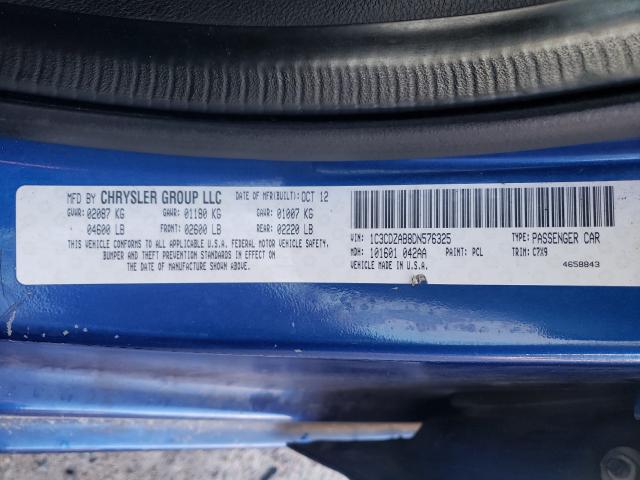 MFD BY CHRYSLER GROUP LLC DATE OF MFR(BUILT): OCT 12
GVWR: 02087 KG GAWR: 01180 KG GAWR: 01007 KG
04600 LB FRONT: 02600 LB REAR: 02220 LB
THIS VEHICLE CONFORMS TO ALL APPLICABLE U.S.A. FEDERAL MOTOR VEHICLE SAFETY,
BUMPER AND THEFT PREVENTION STANDARDS IN EFFECT ON THE
DATE OF MANUFACTURE SHOWN ABOVE.
VIN: 1C3CDZAB8DN576325 TYPE: PASSENGER CAR
MDH: 101601 042AA PAINT: PCL TRIM: C7X9
VEHICLE MADE IN U.S.A. 4658843